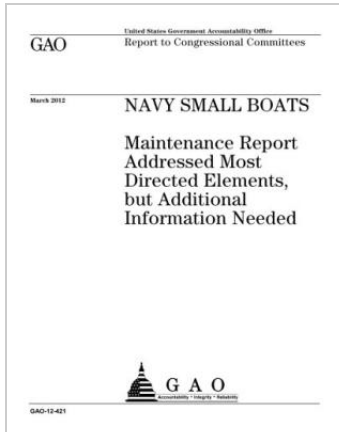 United States Government Accountability Office
GAO
Report to Congressional Committees
March 2012
NAVY SMALL BOATS
Maintenance Report
Addressed Most
Directed Elements,
but Additional
Information Needed
G A O
Accountability * Integrity * Reliability
GAO-12-421